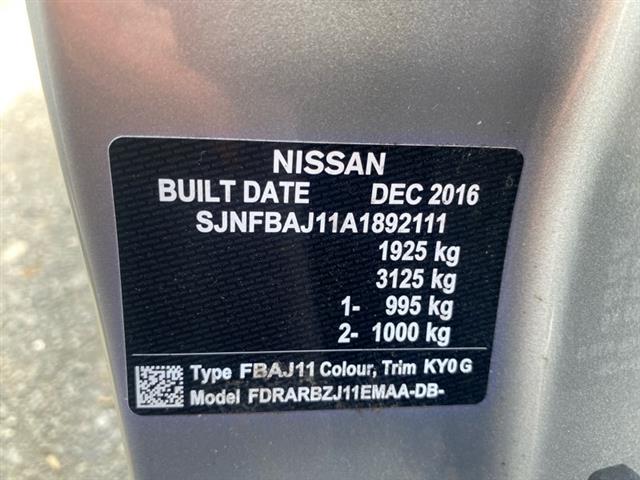 NISSAN
BUILT DATE DEC 2016
SJNFBAJ11A1892111
1925 kg
3125 kg
1- 995 kg
2- 1000 kg
Type FBAJ11 Colour, Trim KY0 G
Model FDRARBZJ11EMAA-DB-